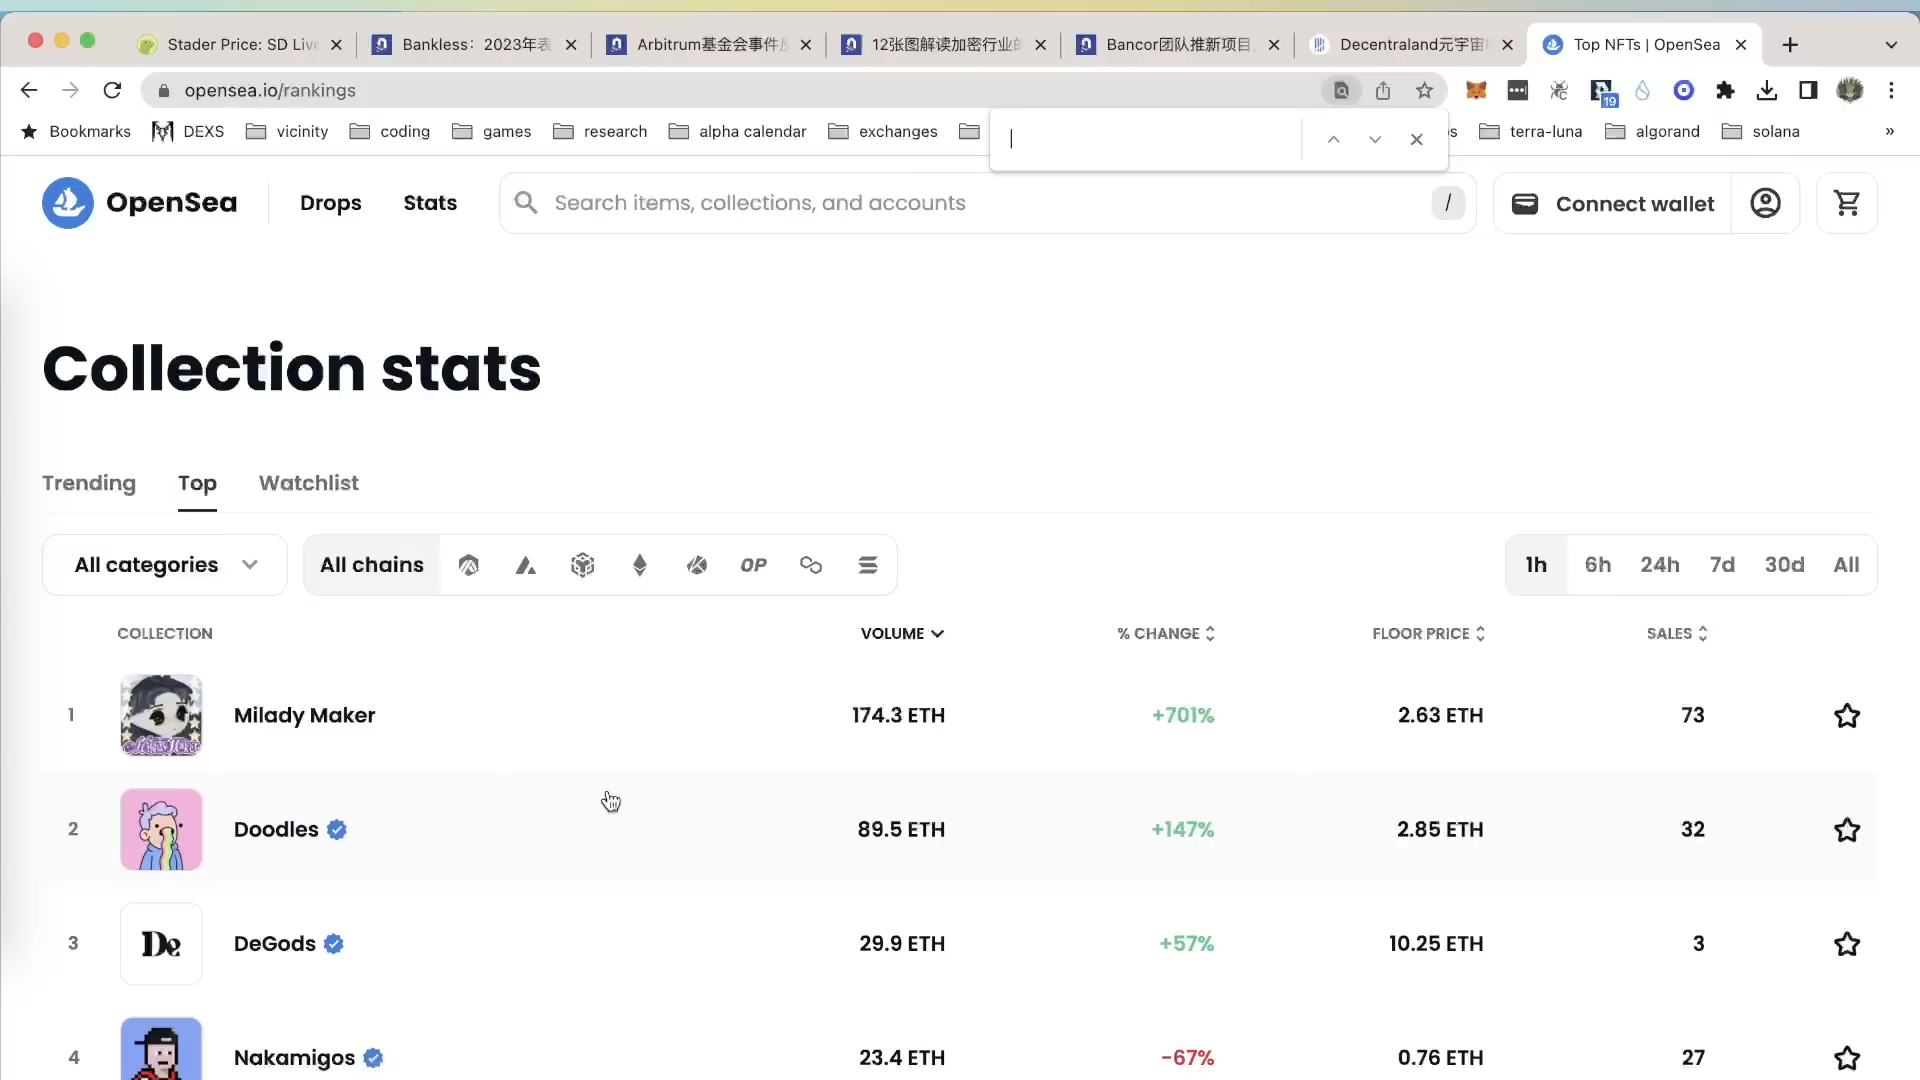 Stader Price: SD Liv
Bankless：2023年表
Arbitrum基金会事件反
12张图解读加密行业的
Bancor团队推新项目
Decentraland元宇宙
Top NFTs | OpenSea
opensea.io/rankings
19
Bookmarks
DEXS
vicinity
coding
games
research
alpha calendar
exchanges
s
terra-luna
algorand
solana
»
OpenSea
Drops
Stats
Search items, collections, and accounts
/
Connect wallet
Collection stats
Trending
Top
Watchlist
All categories
All chains
OP
1h
6h
24h
7d
30d
All
COLLECTION
VOLUME
% CHANGE
FLOOR PRICE
SALES
1
Milady Maker
174.3 ETH
+701%
2.63 ETH
73
2
Doodles
89.5 ETH
+147%
2.85 ETH
32
3
De
DeGods
29.9 ETH
+57%
10.25 ETH
3
4
Nakamigos
23.4 ETH
-67%
0.76 ETH
27